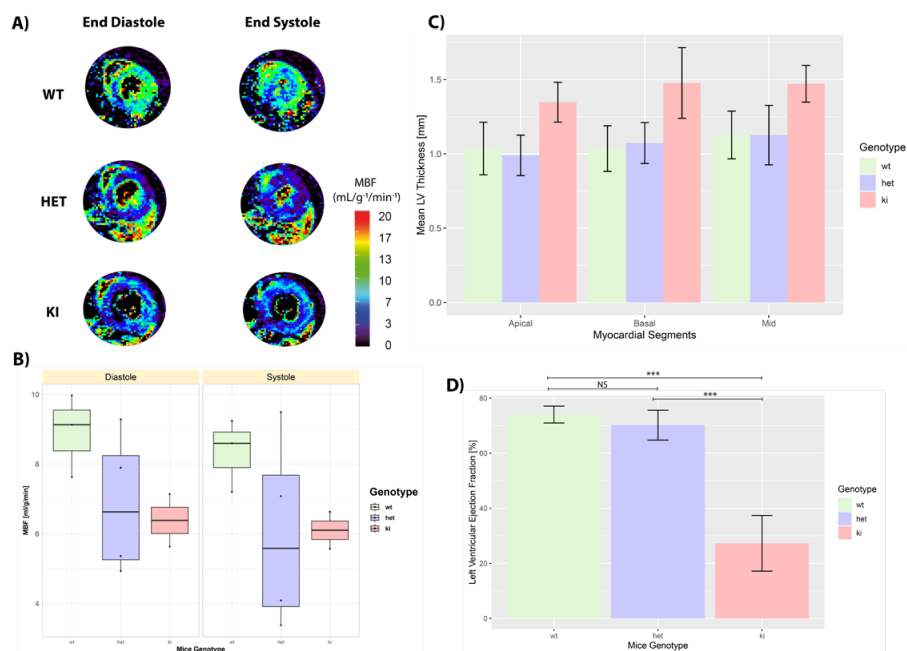 A)
End Diastole
End Systole
WT
HET
KI
MBF
(mL/g⁻¹/min⁻¹)
20
17
13
10
7
3
0
B)
Diastole
Systole
MBF [ml/g/min]
10
8
6
4
wt
het
ki
wt
het
ki
Mice Genotype
Genotype
wt
het
ki
C)
Mean LV Thickness [mm]
1.5
1.0
0.5
0.0
Apical
Basal
Mid
Myocardial Segments
Genotype
wt
het
ki
D)
***
NS
***
Left Ventricular Ejection Fraction [%]
80
60
40
20
0
wt
het
ki
Mice Genotype
Genotype
wt
het
ki